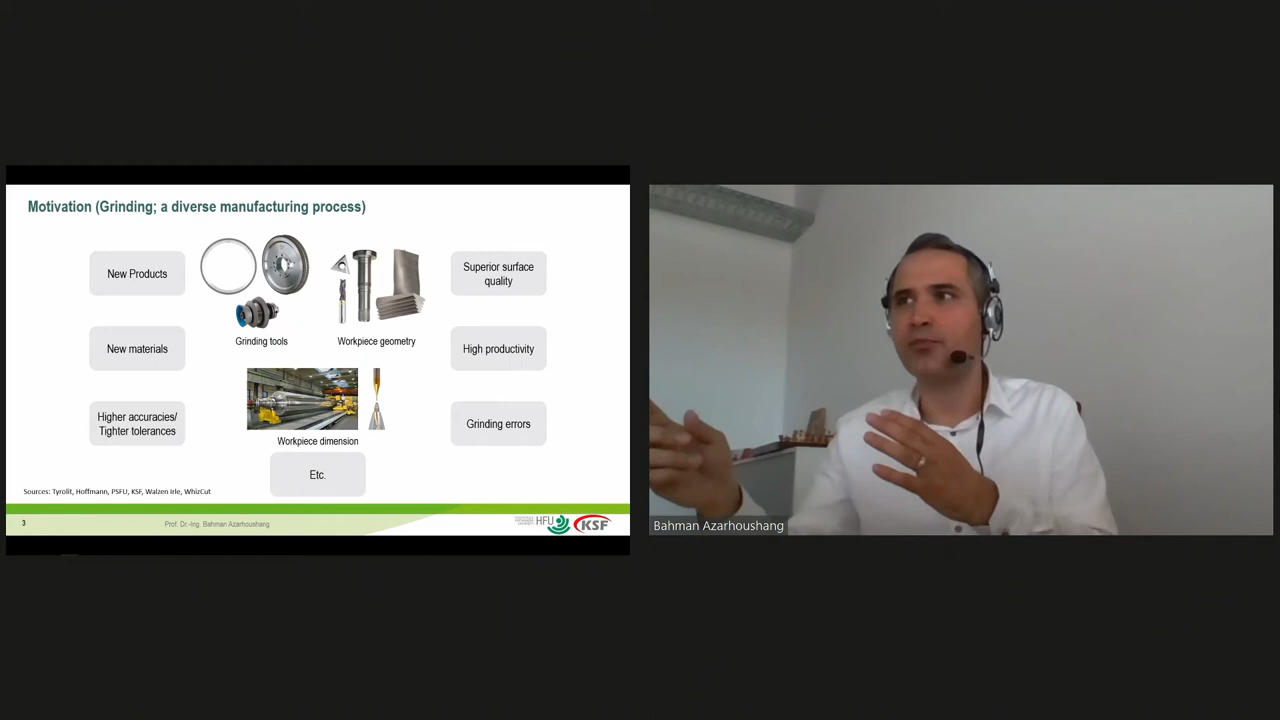 Motivation (Grinding; a diverse manufacturing process)
New Products
New materials
Higher accuracies/
Tighter tolerances
Grinding tools
Workpiece geometry
Workpiece dimension
Etc.
Superior surface
quality
High productivity
Grinding errors
Sources: Tyrolit, Hoffmann, PSFU, KSF, Walzen Irle, WhizCut
3
Prof. Dr.-Ing. Bahman Azarhoushang
HFU
KSF
Bahman Azarhoushang